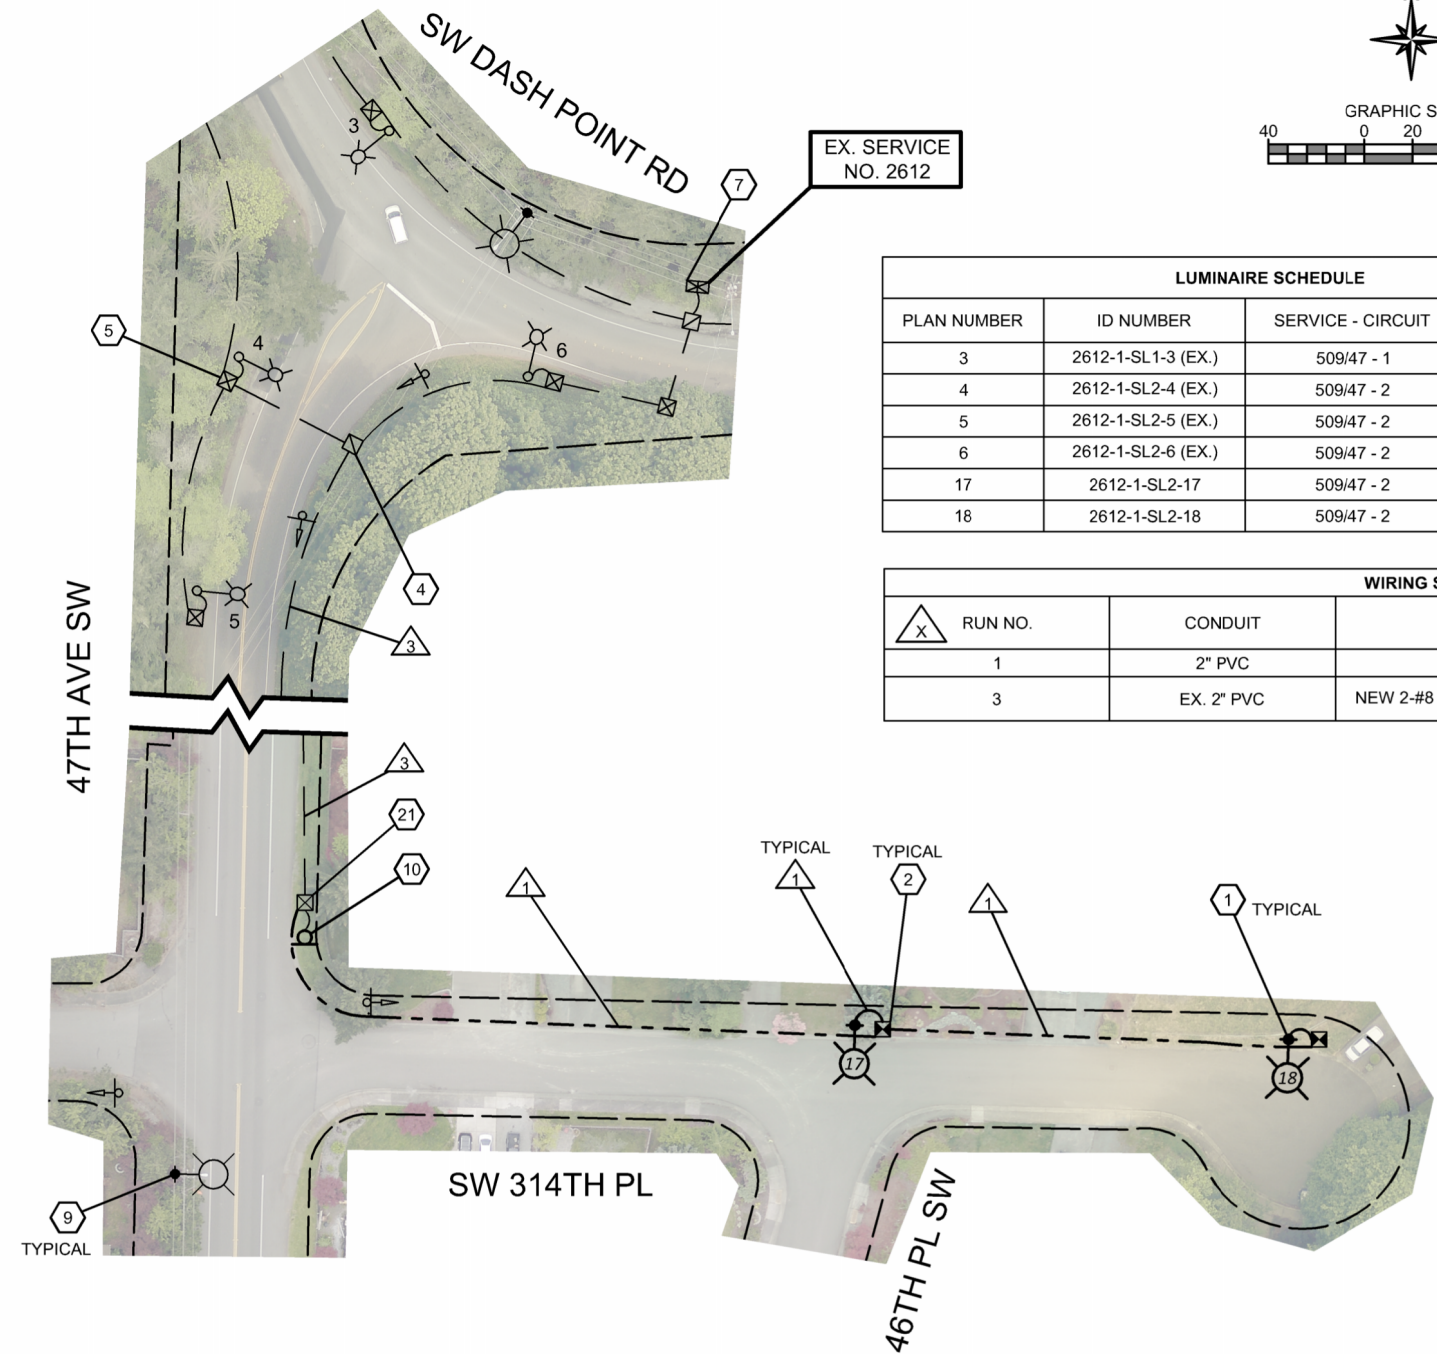 SW DASH POINT RD
EX. SERVICE
NO. 2612
7
GRAPHIC S
40 0 20
3
5
4
6
LUMINAIRE SCHEDULE
PLAN NUMBER ID NUMBER SERVICE - CIRCUIT
3 2612-1-SL1-3 (EX.) 509/47 - 1
4 2612-1-SL2-4 (EX.) 509/47 - 2
5 2612-1-SL2-5 (EX.) 509/47 - 2
6 2612-1-SL2-6 (EX.) 509/47 - 2
17 2612-1-SL2-17 509/47 - 2
18 2612-1-SL2-18 509/47 - 2
4
5
3
47TH AVE SW
WIRING S
X RUN NO. CONDUIT
1 2" PVC
3 EX. 2" PVC NEW 2-#8
3
21
10
1
TYPICAL
1
TYPICAL
2
1
1 TYPICAL
17
18
9
TYPICAL
SW 314TH PL
46TH PL SW